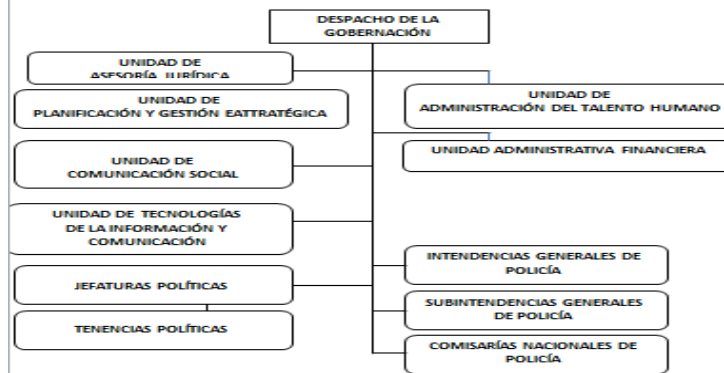 DESPACHO DE LA
GOBERNACIÓN
UNIDAD DE
ASESORÍA JURÍDICA
UNIDAD DE
PLANIFICACIÓN Y GESTIÓN EATTRATÉGICA
UNIDAD DE
ADMINISTRACIÓN DEL TALENTO HUMANO
UNIDAD DE
COMUNICACIÓN SOCIAL
UNIDAD ADMINISTRATIVA FINANCIERA
UNIDAD DE TECNOLOGÍAS
DE LA INFORMACIÓN Y
COMUNICACIÓN
JEFATURAS POLÍTICAS
TENENCIAS POLÍTICAS
INTENDENCIAS GENERALES DE
POLICÍA
SUBINTENDENCIAS GENERALES
DE POLICÍA
COMISARÍAS NACIONALES DE
POLICÍA